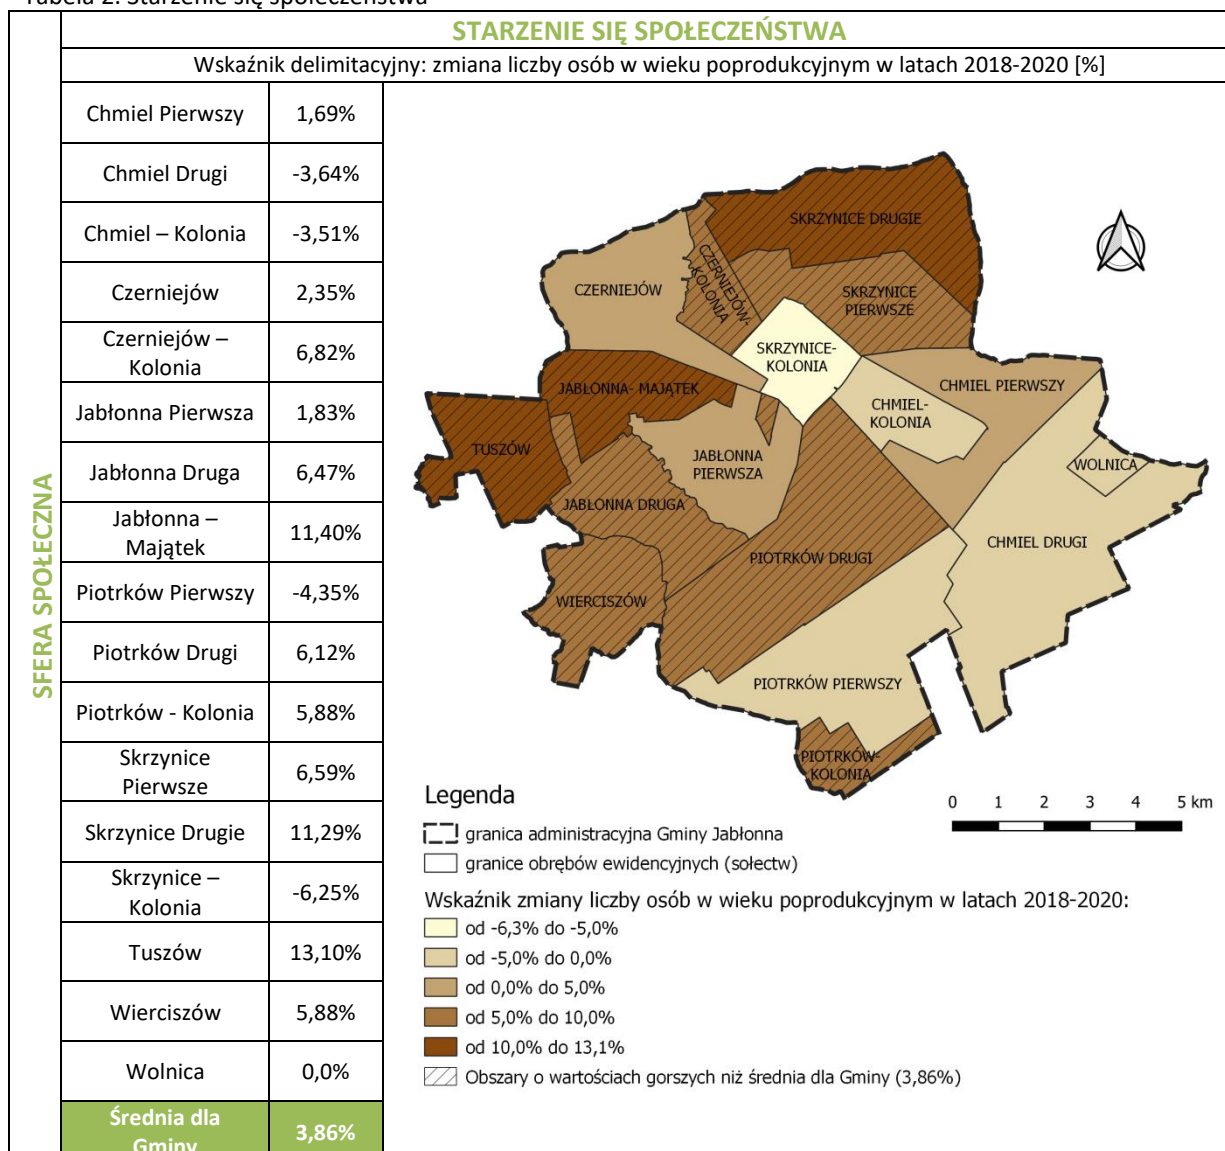 Tabela 2. Starzenie się społeczeństwa
STARZENIE SIĘ SPOŁECZEŃSTWA
Wskaźnik delimitacyjny: zmiana liczby osób w wieku poprodukcyjnym w latach 2018-2020 [%]
SFERA SPOŁECZNA
Chmiel Pierwszy 1,69%
Chmiel Drugi -3,64%
Chmiel – Kolonia -3,51%
Czerniejów 2,35%
Czerniejów –
Kolonia 6,82%
Jabłonna Pierwsza 1,83%
Jabłonna Druga 6,47%
Jabłonna –
Majątek 11,40%
Piotrków Pierwszy -4,35%
Piotrków Drugi 6,12%
Piotrków - Kolonia 5,88%
Skrzynice
Pierwsze 6,59%
Skrzynice Drugie 11,29%
Skrzynice –
Kolonia -6,25%
Tuszów 13,10%
Wierciszów 5,88%
Wolnica 0,0%
Średnia dla
Gminy 3,86%
SKRZYNICE DRUGIE
CZERNIEJÓW-
KOLONIA
CZERNIEJÓW
SKRZYNICE
PIERWSZE
SKRZYNICE-
KOLONIA
JABŁONNA- MAJĄTEK
CHMIEL PIERWSZY
CHMIEL-
KOLONIA
TUSZÓW
JABŁONNA
PIERWSZA
WOLNICA
JABŁONNA DRUGA
CHMIEL DRUGI
PIOTRKÓW DRUGI
WIERCISZÓW
PIOTRKÓW PIERWSZY
PIOTRKÓW-
KOLONIA
0 1 2 3 4 5 km
Legenda
granica administracyjna Gminy Jabłonna
granice obrębów ewidencyjnych (sołectw)
Wskaźnik zmiany liczby osób w wieku poprodukcyjnym w latach 2018-2020:
od -6,3% do -5,0%
od -5,0% do 0,0%
od 0,0% do 5,0%
od 5,0% do 10,0%
od 10,0% do 13,1%
Obszary o wartościach gorszych niż średnia dla Gminy (3,86%)